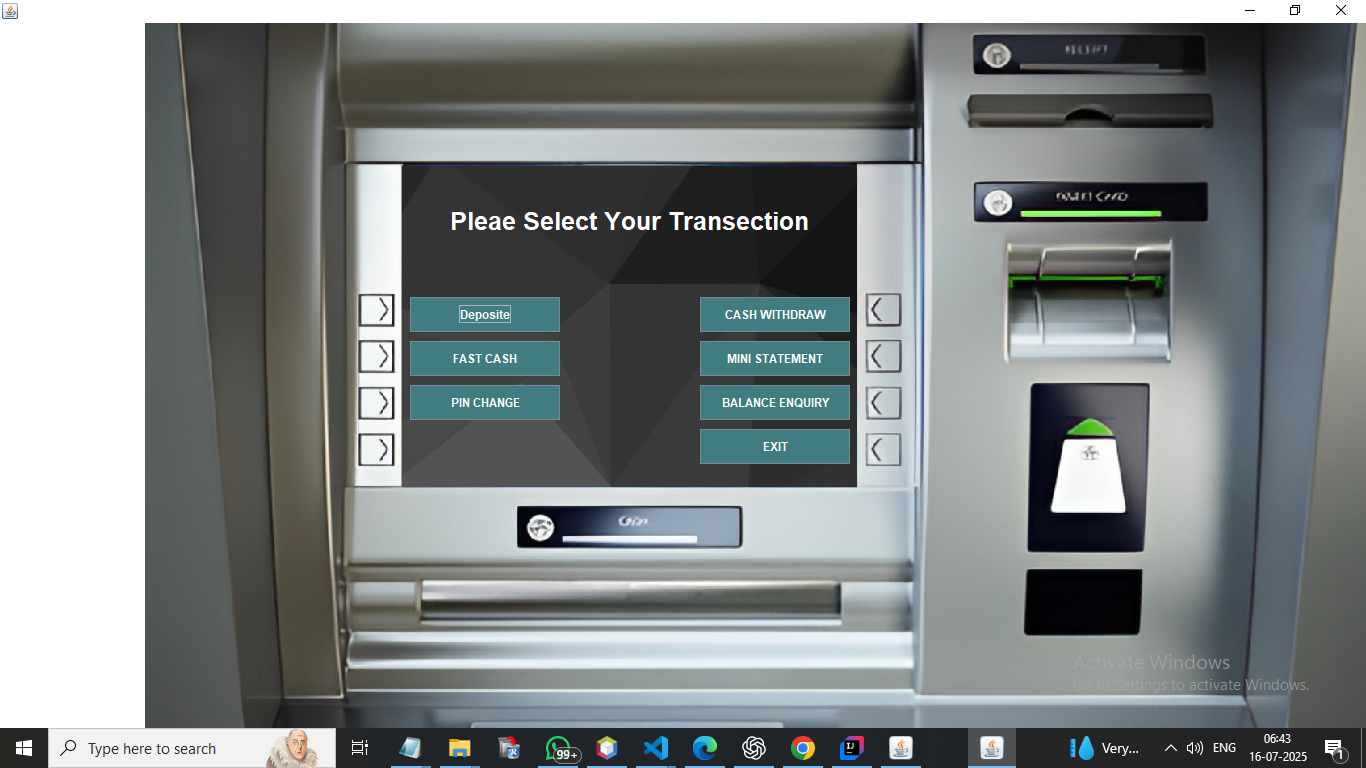 RECEIPT
INSERT CARD
Pleae Select Your Transection
Deposite
CASH WITHDRAW
FAST CASH
MINI STATEMENT
PIN CHANGE
BALANCE ENQUIRY
EXIT
Activate Windows
Go to Settings to activate Windows.
Type here to search
99+
Very...
ENG
06:43
16-07-2025
1